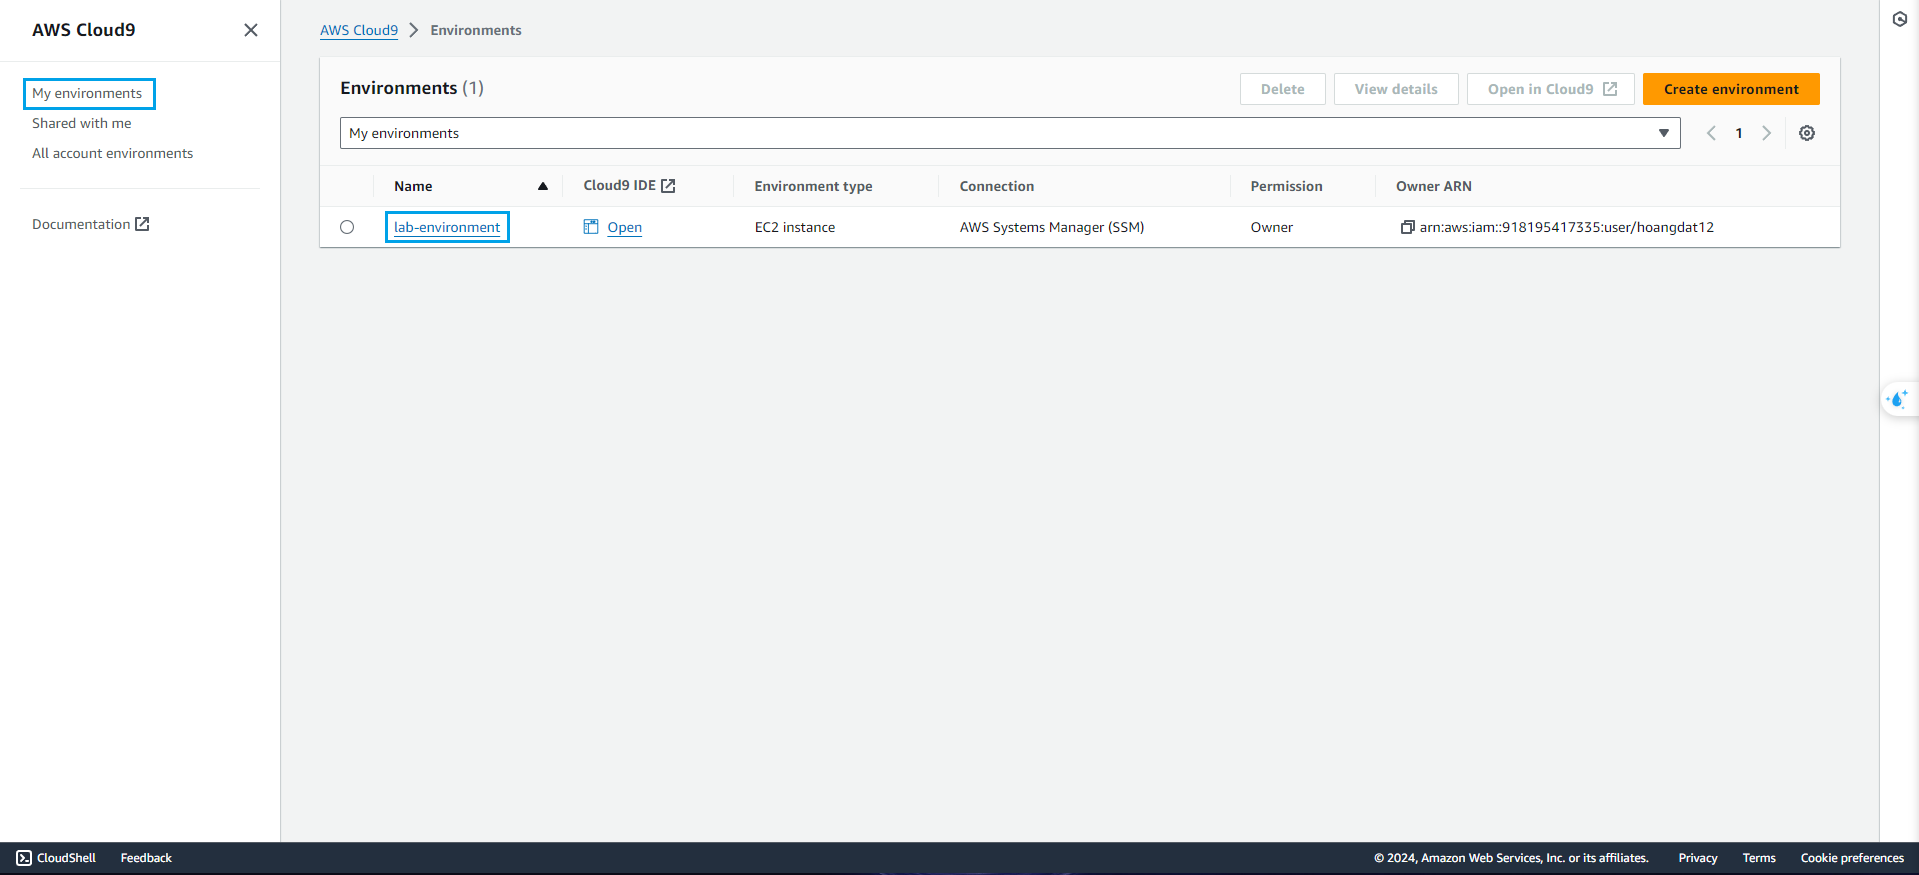 AWS Cloud9
My environments
Shared with me
All account environments
Documentation
AWS Cloud9 Environments
Environments (1)
Delete View details Open in Cloud9 Create environment
My environments 1
Name Cloud9 IDE Environment type Connection Permission Owner ARN
lab-environment Open EC2 instance AWS Systems Manager (SSM) Owner arn:aws:iam::918195417335:user/hoangdat12
CloudShell Feedback © 2024, Amazon Web Services, Inc. or its affiliates. Privacy Terms Cookie preferences